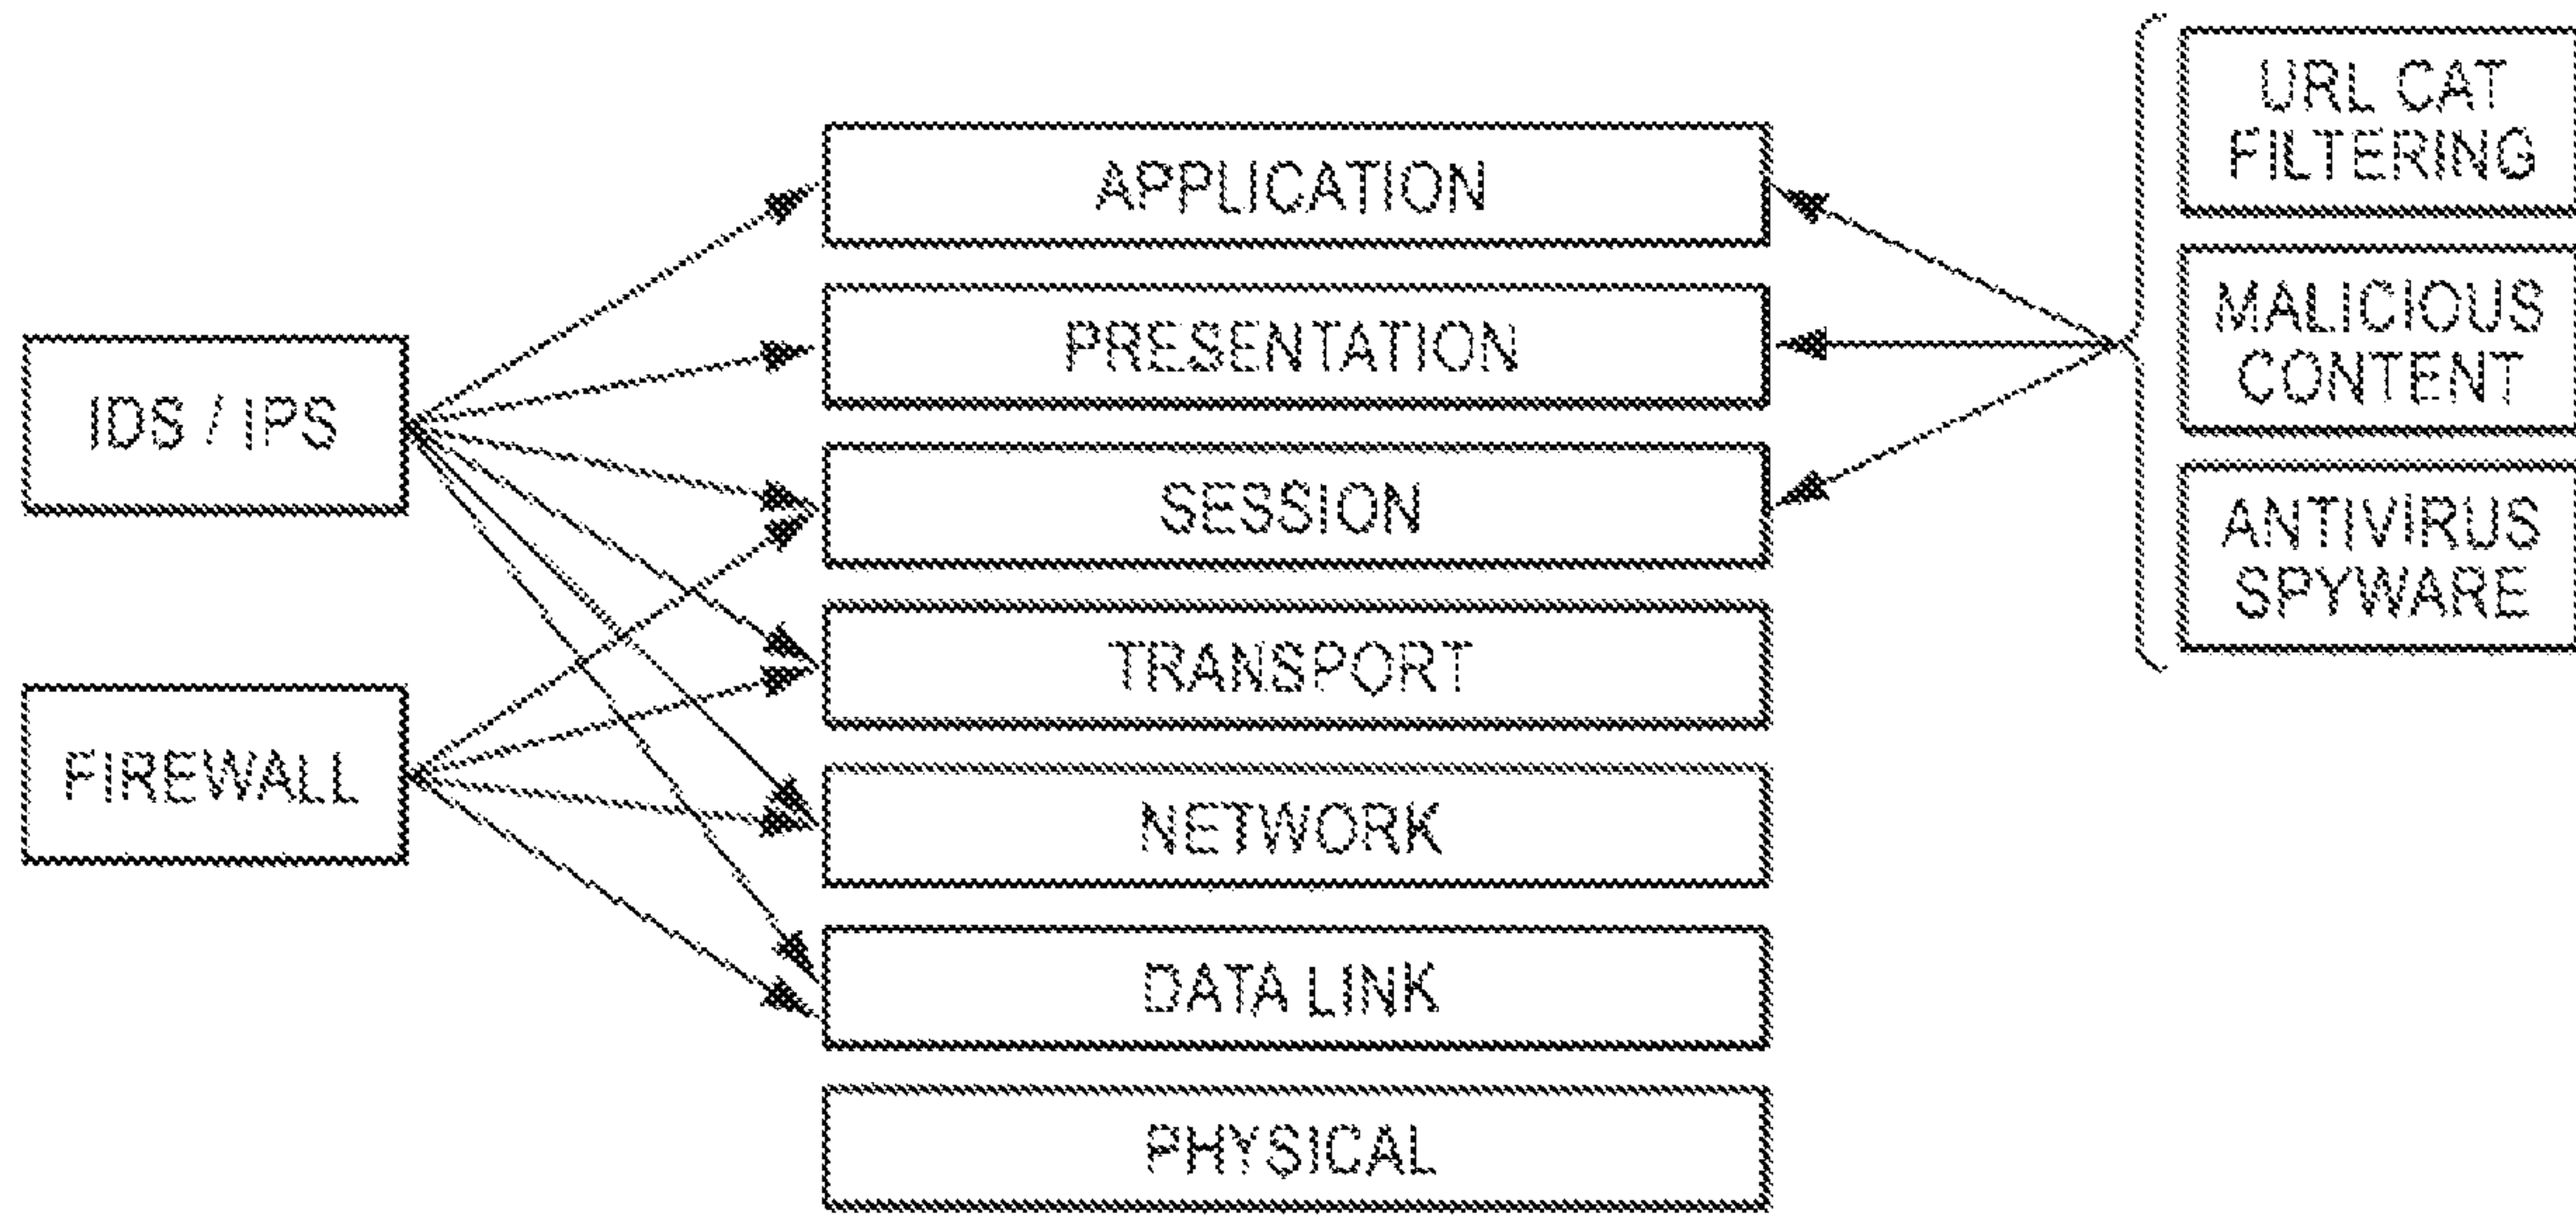 IDS / IPS
FIREWALL
APPLICATION
PRESENTATION
SESSION
TRANSPORT
NETWORK
DATA LINK
PHYSICAL
URL CAT
FILTERING
MALICIOUS
CONTENT
ANTIVIRUS
SPYWARE